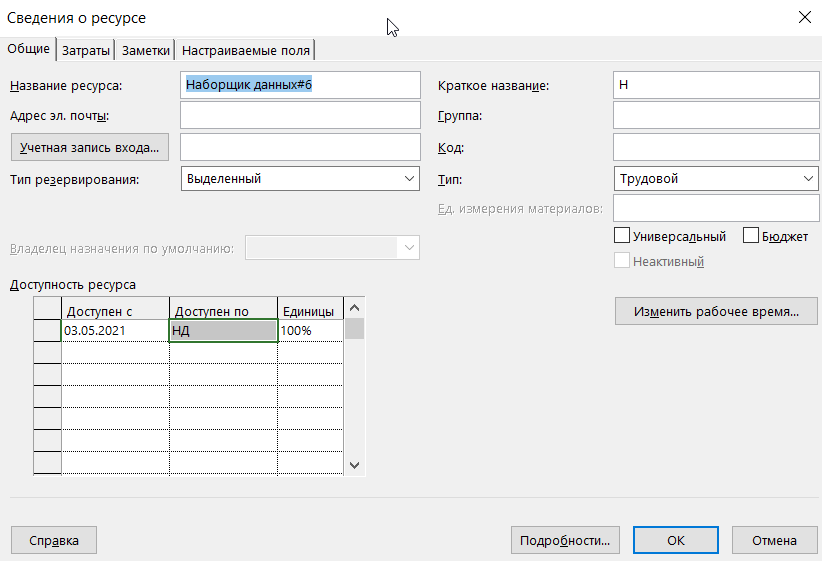 Сведения о ресурсе
Общие Затраты Заметки Настраиваемые поля
Название ресурса: Наборщик данных#6 Краткое название: Н
Адрес эл. почты: Группа:
Учетная запись входа... Код:
Тип резервирования: Выделенный Тип: Трудовой
Ед. измерения материалов:
Универсальный Бюджет
Владелец назначения по умолчанию:
Неактивный
Доступность ресурса
Изменить рабочее время...
Доступен с Доступен по Единицы
03.05.2021 НД 100%
Справка Подробности... ОК Отмена